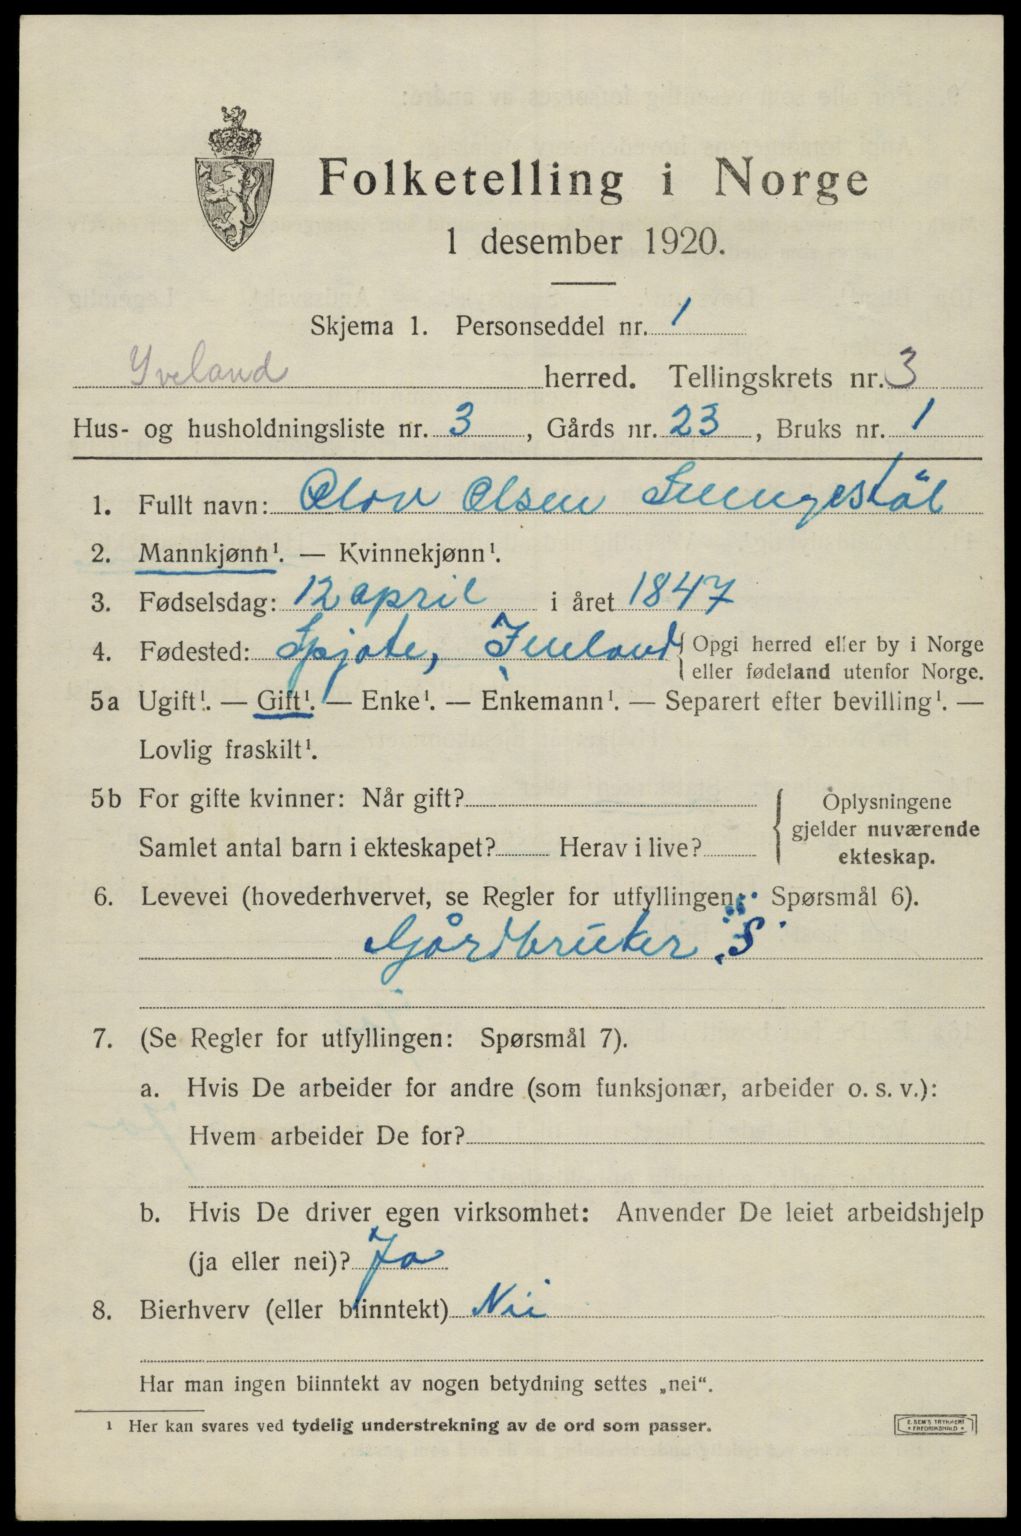 Folketelling i Norge
1 desember 1920.
Skjema 1. Personseddel nr. 1
Yveland herred. Tellingskrets nr. 3
Hus- og husholdningsliste nr. 3, Gårds nr. 23, Bruks nr. 1
1. Fullt navn: Olov Olsen
2. Mannkjønn¹. — Kvinnekjønn¹.
3. Fødselsdag: 12 april i året 1847
4. Fødested: { Opgi herred eller by i Norge
eller fødeland utenfor Norge.
5a Ugift¹. — Gift¹. — Enke¹. — Enkemann¹. — Separert efter bevilling¹. —
Lovlig fraskilt¹.
5b For gifte kvinner: Når gift? { Oplysningene
gjelder nuværende
Samlet antal barn i ekteskapet? Herav i live? ekteskap.
6. Levevei (hovederhvervet, se Regler for utfyllingen: Spørsmål 6).
Gårdbruker "S"
7. (Se Regler for utfyllingen: Spørsmål 7).
a. Hvis De arbeider for andre (som funksjonær, arbeider o. s. v.):
Hvem arbeider De for?
b. Hvis De driver egen virksomhet: Anvender De leiet arbeidshjelp
(ja eller nei)? Ja
8. Bierhverv (eller biinntekt) Nii
Har man ingen biinntekt av nogen betydning settes „nei“.
¹ Her kan svares ved tydelig understrekning av de ord som passer.
E. SEM'S TRYKKERI
FREDRIKSHALD